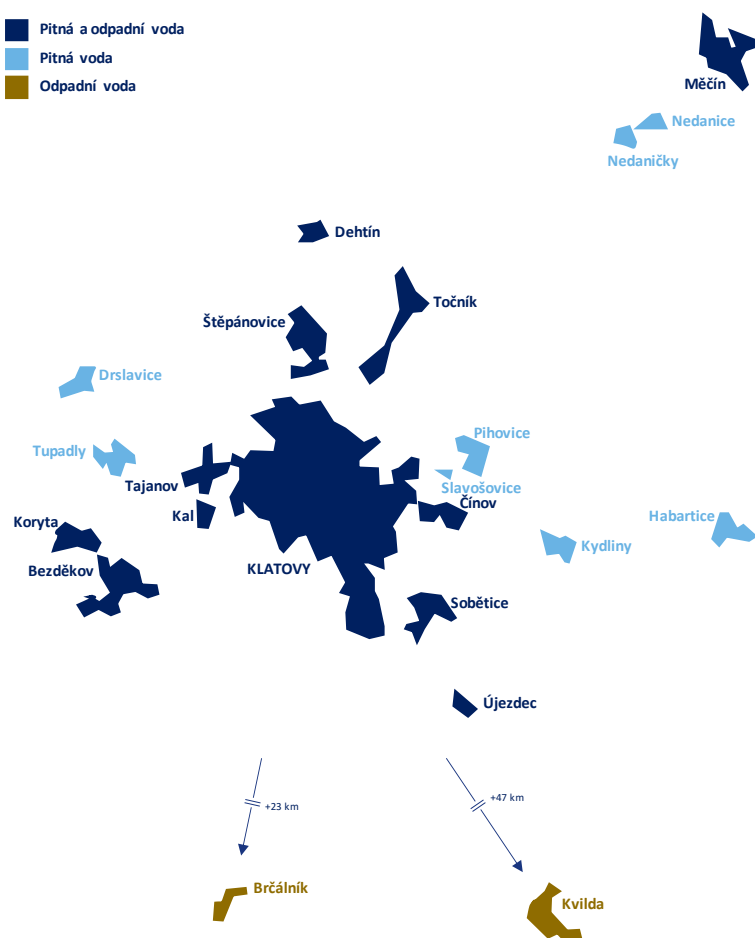 Pitná a odpadní voda
Pitná voda
Odpadní voda
Měčín
Nedanice
Nedaničky
Dehtín
Točník
Štěpánovice
Drslavice
Pihovice
Tupadly
Tajanov
Slavošovice
Čínov
Kal
Koryta
Habartice
Kydliny
Bezděkov
KLATOVY
Sobětice
Újezdec
+23 km
+47 km
Brčálník
Kvilda